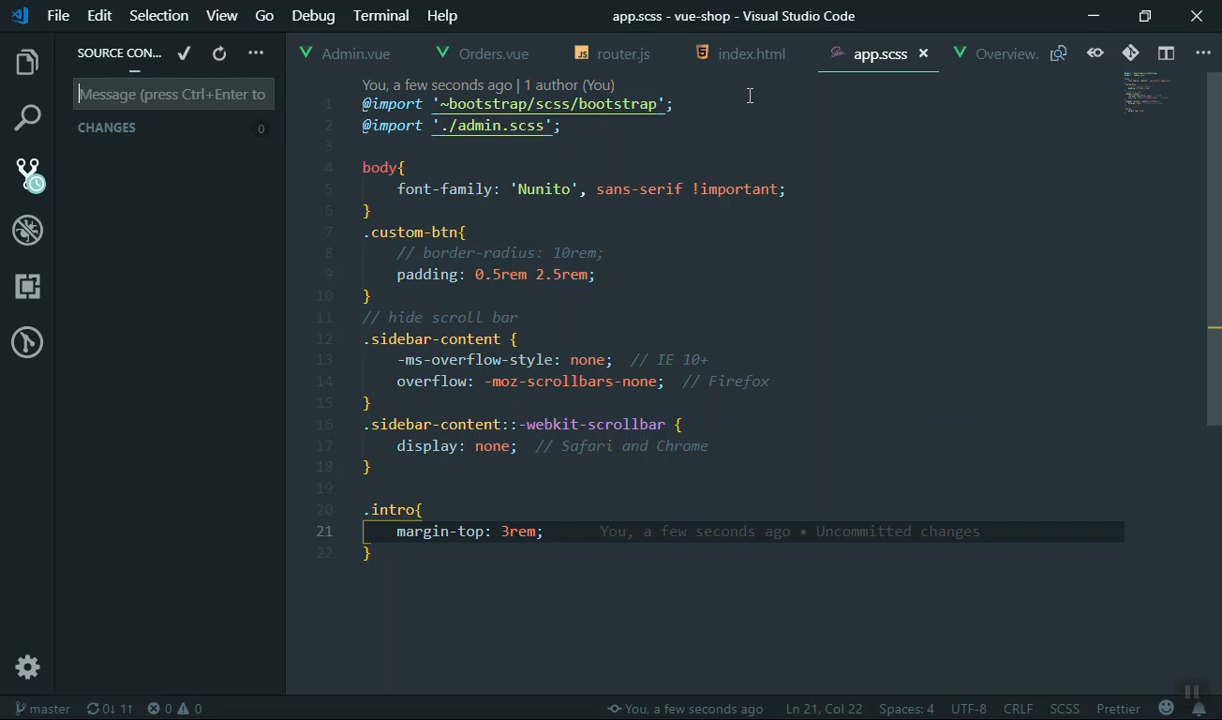 File Edit Selection View Go Debug Terminal Help app.scss - vue-shop - Visual Studio Code
SOURCE CON...
Admin.vue Orders.vue router.js index.html app.scss Overview.
Message (press Ctrl+Enter to
CHANGES 0
You, a few seconds ago | 1 author (You)
1 @import '~bootstrap/scss/bootstrap';
2 @import './admin.scss';
3
4 body{
5 font-family: 'Nunito', sans-serif !important;
6 }
7 .custom-btn{
8 // border-radius: 10rem;
9 padding: 0.5rem 2.5rem;
10 }
11 // hide scroll bar
12 .sidebar-content {
13 -ms-overflow-style: none; // IE 10+
14 overflow: -moz-scrollbars-none; // Firefox
15 }
16 .sidebar-content::-webkit-scrollbar {
17 display: none; // Safari and Chrome
18 }
19
20 .intro{
21 margin-top: 3rem; You, a few seconds ago • Uncommitted changes
22 }
master 0↓ 1↑ 0 0 You, a few seconds ago Ln 21, Col 22 Spaces: 4 UTF-8 CRLF SCSS Prettier